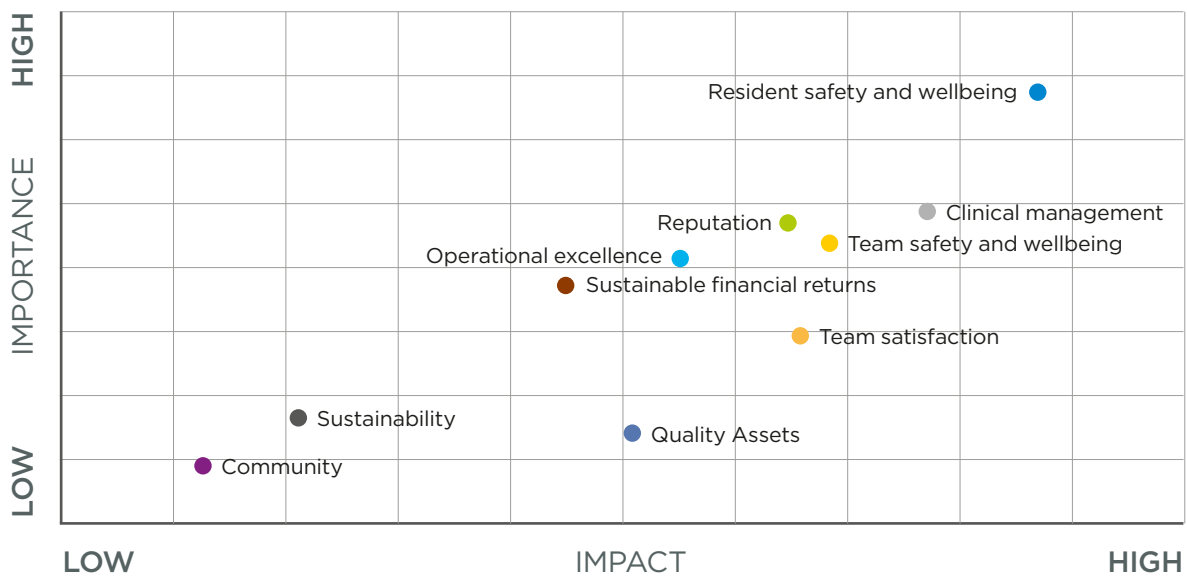 HIGH
IMPORTANCE
LOW
Resident safety and wellbeing
Clinical management
Reputation
Team safety and wellbeing
Operational excellence
Sustainable financial returns
Team satisfaction
Sustainability
Quality Assets
Community
LOW
IMPACT
HIGH